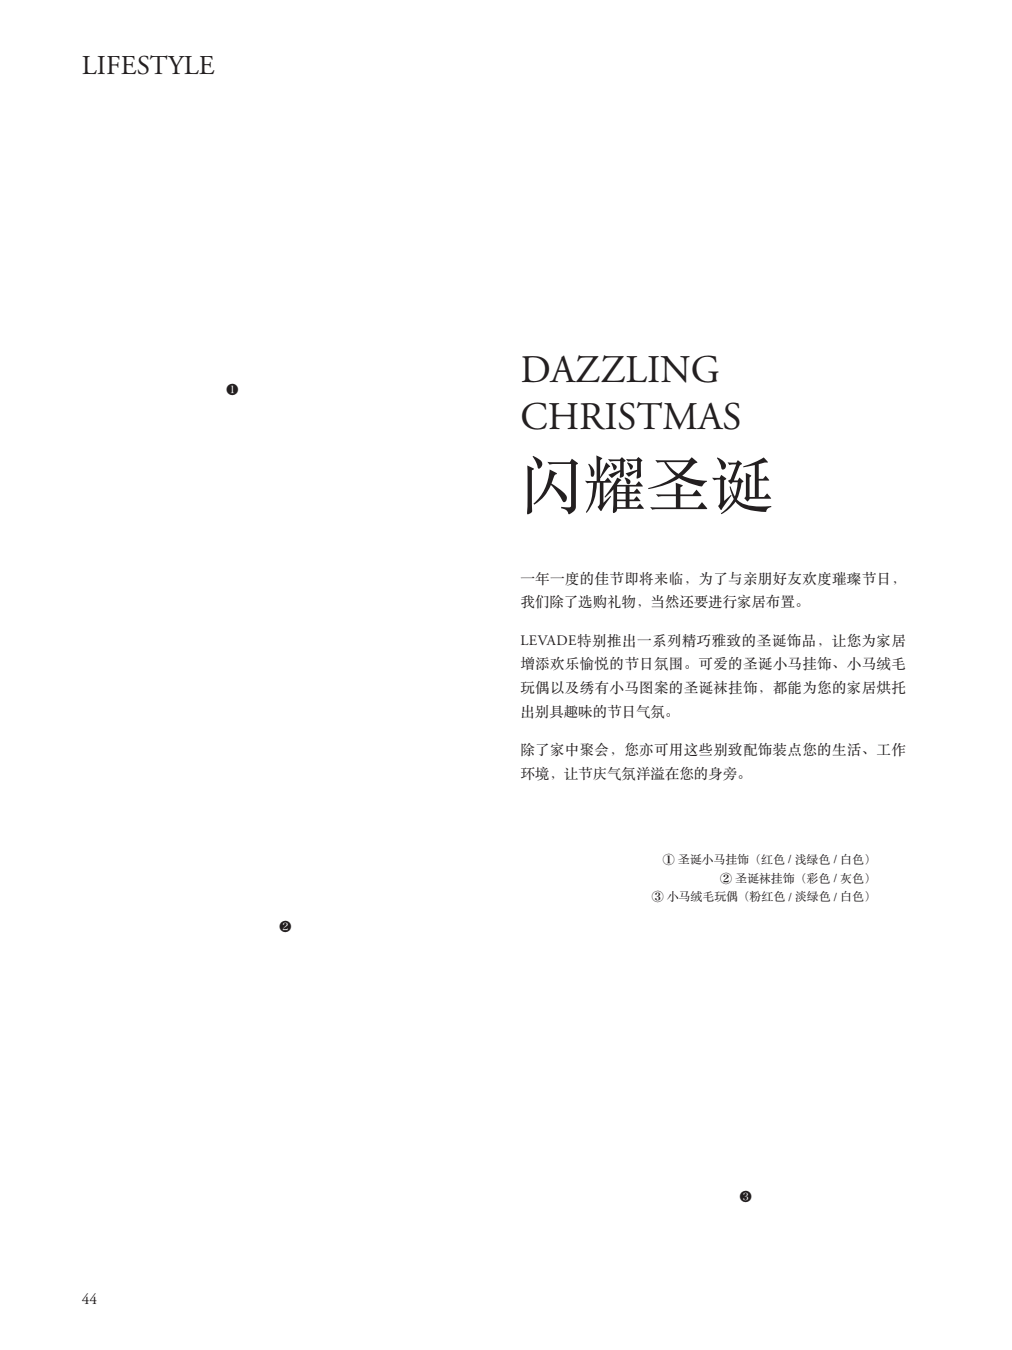 LIFESTYLE
❶
DAZZLING
CHRISTMAS
闪耀圣诞
一年一度的佳节即将来临，为了与亲朋好友欢度璀璨节日，
我们除了选购礼物，当然还要进行家居布置。
LEVADE特别推出一系列精巧雅致的圣诞饰品，让您为家居
增添欢乐愉悦的节日氛围。可爱的圣诞小马挂饰、小马绒毛
玩偶以及绣有小马图案的圣诞袜挂饰，都能为您的家居烘托
出别具趣味的节日气氛。
除了家中聚会，您亦可用这些别致配饰装点您的生活、工作
环境，让节庆气氛洋溢在您的身旁。
① 圣诞小马挂饰（红色 / 浅绿色 / 白色）
② 圣诞袜挂饰（彩色 / 灰色）
③ 小马绒毛玩偶（粉红色 / 淡绿色 / 白色）
❷
❸
44